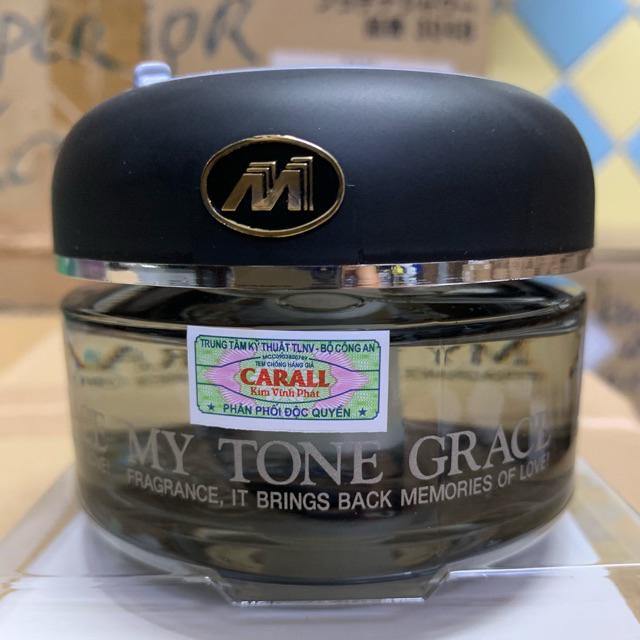 PERIOR
M
TRUNG TÂM KỸ THUẬT TLNV - BỘ CÔNG AN
TEM CHỐNG HÀNG GIẢ
CARALL
Kim Vĩnh Phát
PHÂN PHỐI ĐỘC QUYỀN
MY TONE GRACE
FRAGRANCE, IT BRINGS BACK MEMORIES OF LOVE!